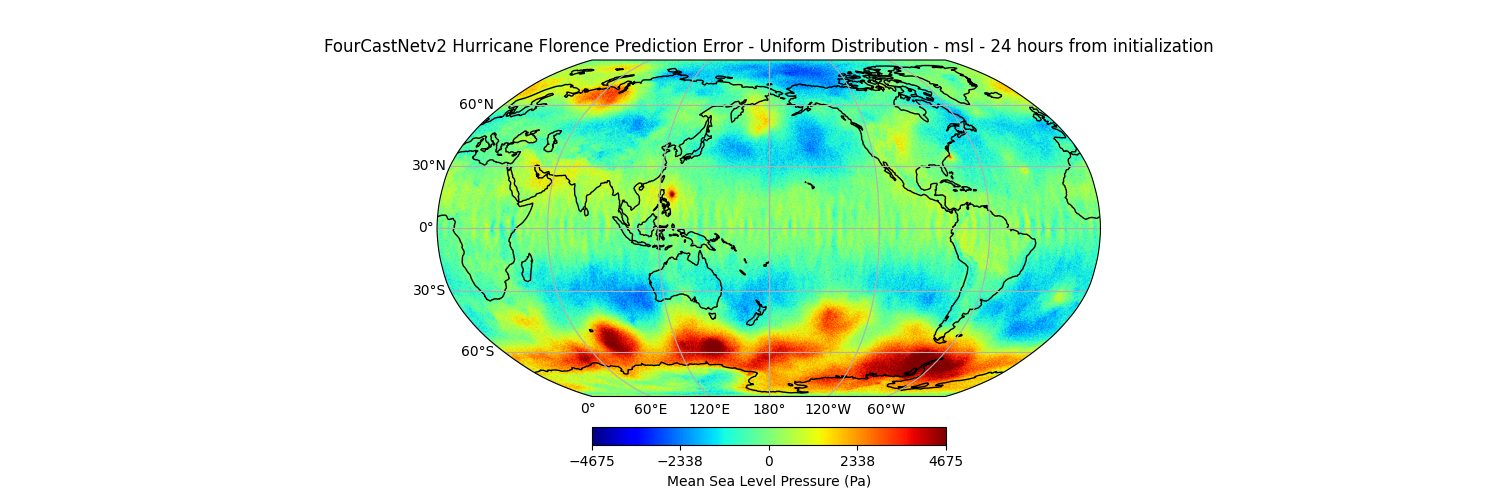 FourCastNetv2 Hurricane Florence Prediction Error - Uniform Distribution - msl - 24 hours from initialization
60°N
30°N
0°
30°S
60°S
0° 60°E 120°E 180° 120°W 60°W
−4675 −2338 0 2338 4675
Mean Sea Level Pressure (Pa)